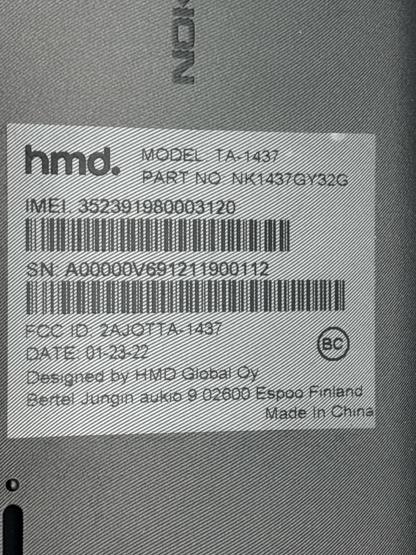 NOK
hmd.
MODEL: TA-1437
PART NO: NK1437GY32G
IMEI: 352391980003120
SN: A00000V691211900112
FCC ID: 2AJOTTA-1437
DATE: 01-23-22
BC
Designed by HMD Global Oy
Bertel Jungin aukio 9 02600 Espoo Finland
Made In China